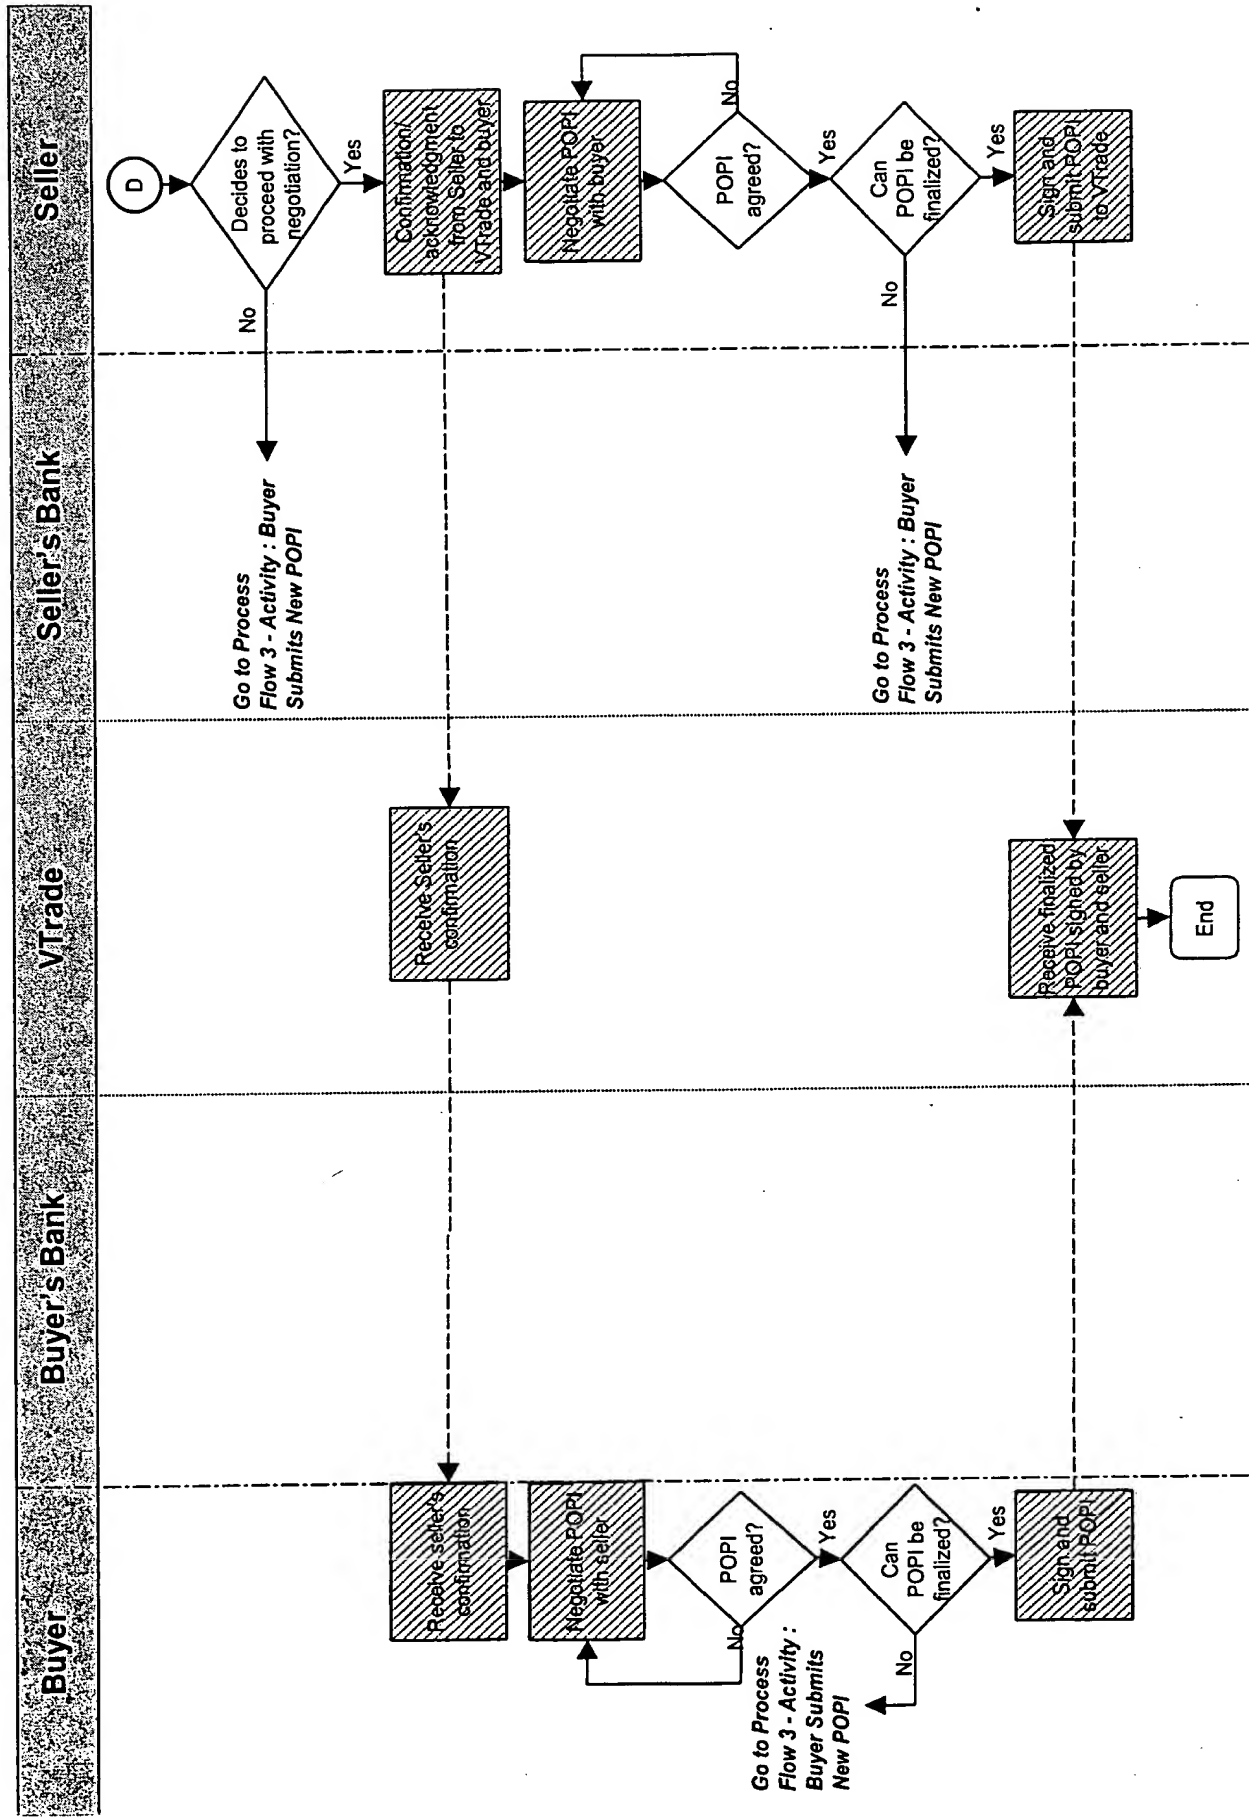 Buyer
Buyer's Bank
VTrade
Seller's Bank
Seller
D
Decides to
proceed with
negotiation?
No
Yes
Go to Process
Flow 3 - Activity : Buyer
Submits New POPI
Confirmation/
acknowledgment
from Seller to
VTrade and buyer
Receive Seller's
confirmation
Receive seller's
confirmation
Negotiate POPI
with seller
Negotiate POPI
with buyer
POPI
agreed?
No
Yes
POPI
agreed?
No
Yes
Can
POPI be
finalized?
No
Yes
Go to Process
Flow 3 - Activity :
Buyer Submits
New POPI
Can
POPI be
finalized?
No
Yes
Go to Process
Flow 3 - Activity : Buyer
Submits New POPI
Sign and
submit POPI
Receive finalized
POPI signed by
buyer and seller
Sign and
submit POPI
to VTrade
End